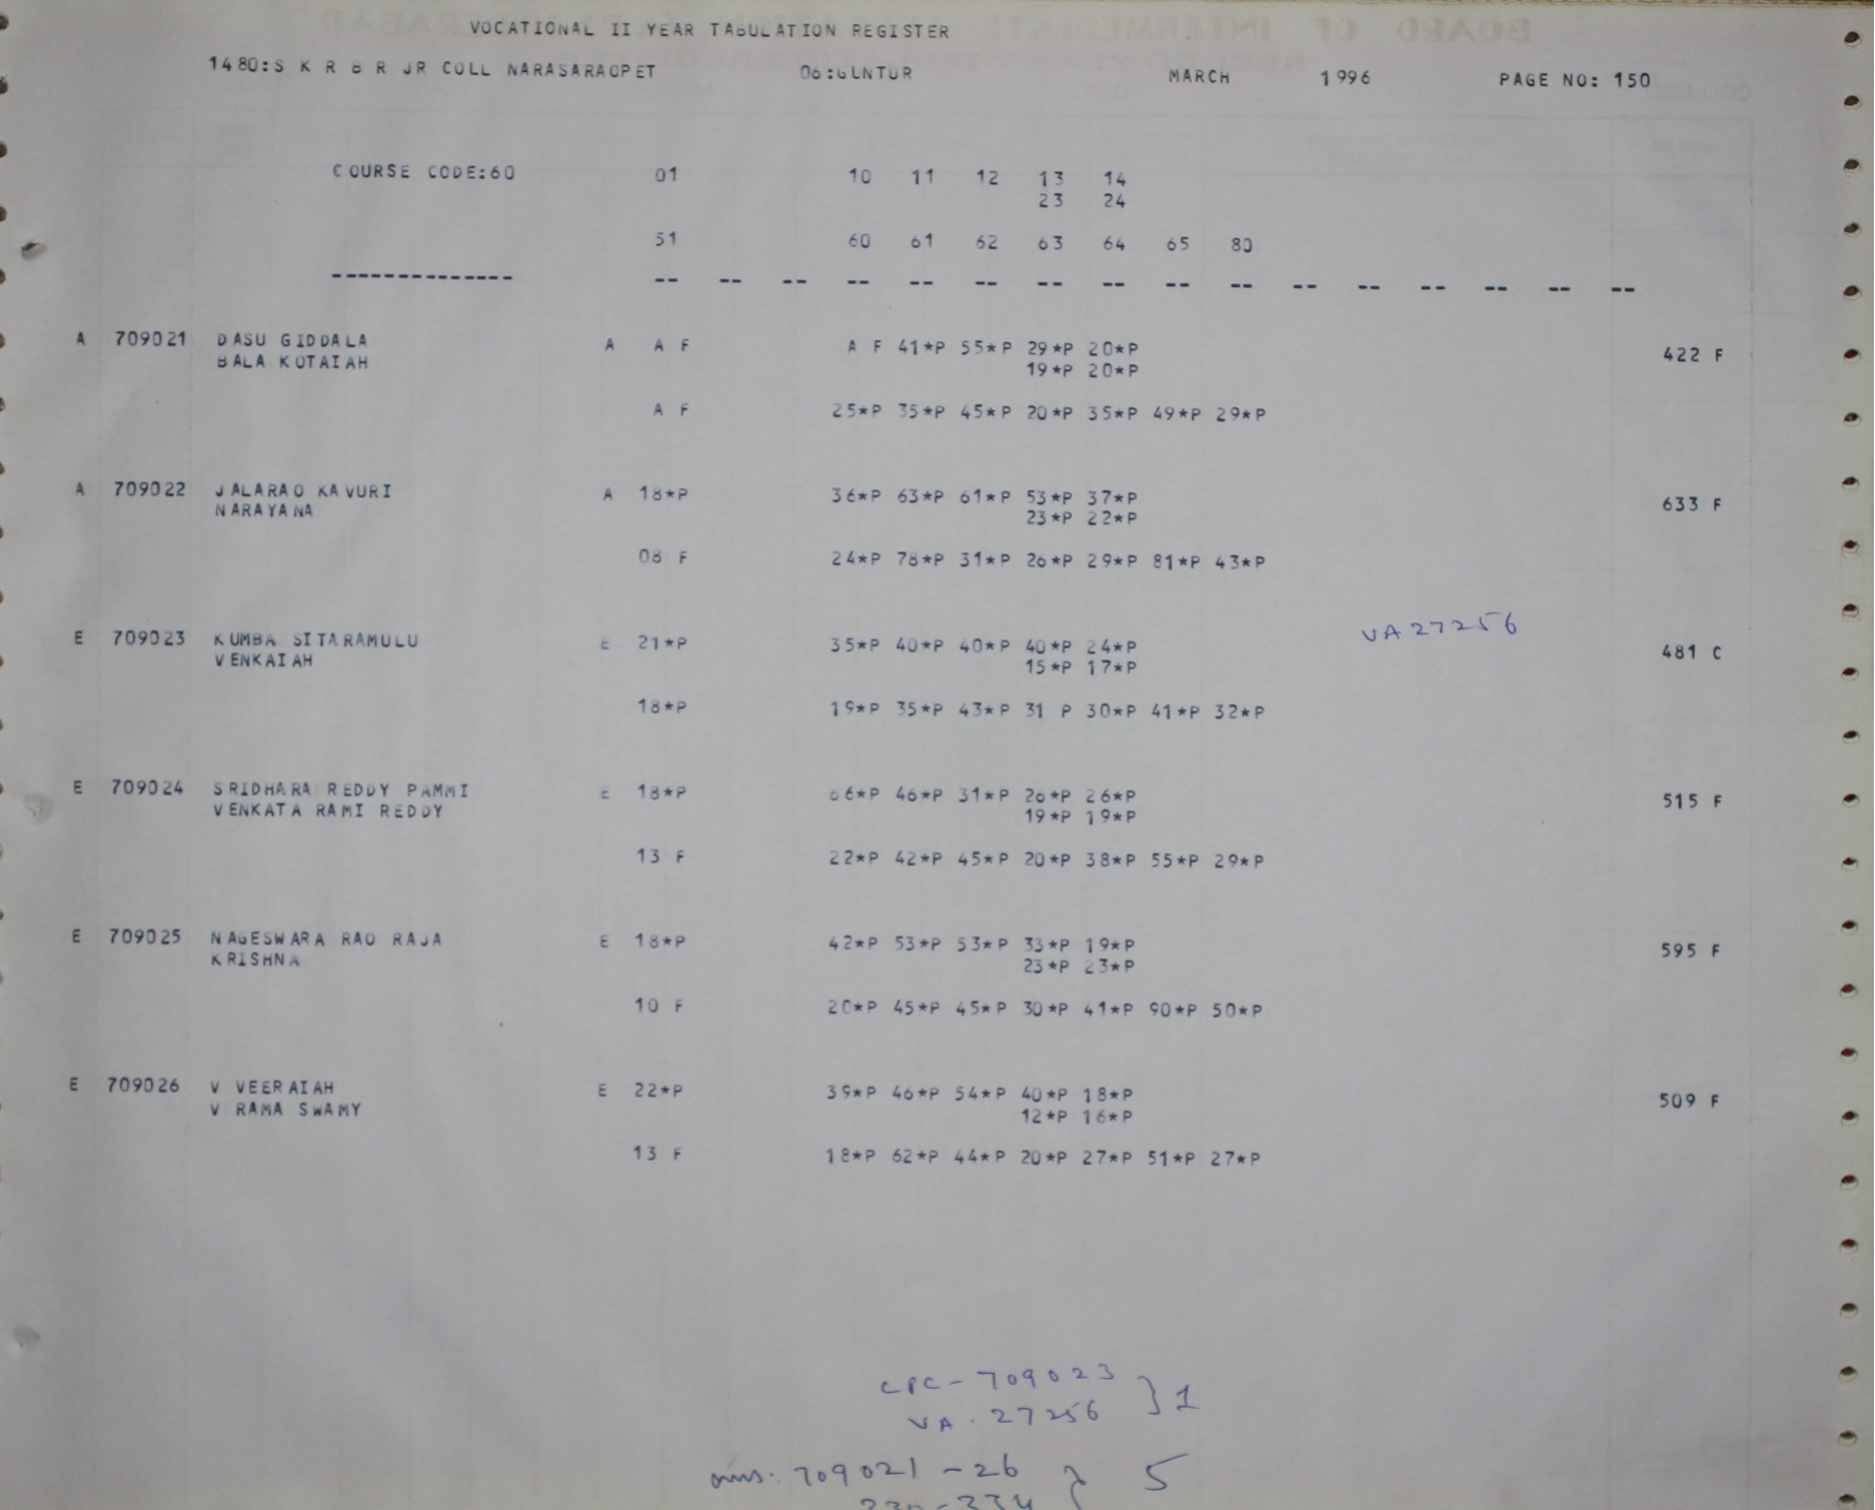 VOCATIONAL II YEAR TABULATION REGISTER
1480:S K R B R JR COLL NARASARAOPET 06:GUNTUR MARCH 1996 PAGE NO: 150
COURSE CODE:60 01 10 11 12 13 14
23 24
51 60 61 62 63 64 65 80
-------------- -- -- -- -- -- -- -- -- -- -- -- -- -- -- -- --
A 709021 DASU GIDDALA A A F A F 41*P 55*P 29*P 20*P
BALA KOTAIAH 19*P 20*P 422 F
A F 25*P 35*P 45*P 20*P 35*P 49*P 29*P
A 709022 JALARAO KAVURI A 18*P 36*P 63*P 61*P 53*P 37*P
NARAYANA 23*P 22*P 633 F
08 F 24*P 78*P 31*P 26*P 29*P 81*P 43*P
VA 27256
E 709023 KUMBA SITARAMULU E 21*P 35*P 40*P 40*P 40*P 24*P
VENKAIAH 15*P 17*P 481 C
18*P 19*P 35*P 43*P 31 P 30*P 41*P 32*P
E 709024 SRIDHARA REDDY PAMMI E 18*P 66*P 46*P 31*P 26*P 26*P
VENKATA RAMI REDDY 19*P 19*P 515 F
13 F 22*P 42*P 45*P 20*P 38*P 55*P 29*P
E 709025 NAGESWARA RAO RAJA E 18*P 42*P 53*P 53*P 33*P 19*P
KRISHNA 23*P 23*P 595 F
10 F 20*P 45*P 45*P 30*P 41*P 90*P 50*P
E 709026 V VEERAIAH E 22*P 39*P 46*P 54*P 40*P 18*P
V RAMA SWAMY 12*P 16*P 509 F
13 F 18*P 62*P 44*P 20*P 27*P 51*P 27*P
CPC-709023
VA. 27256 } 1
709021-26 } 5